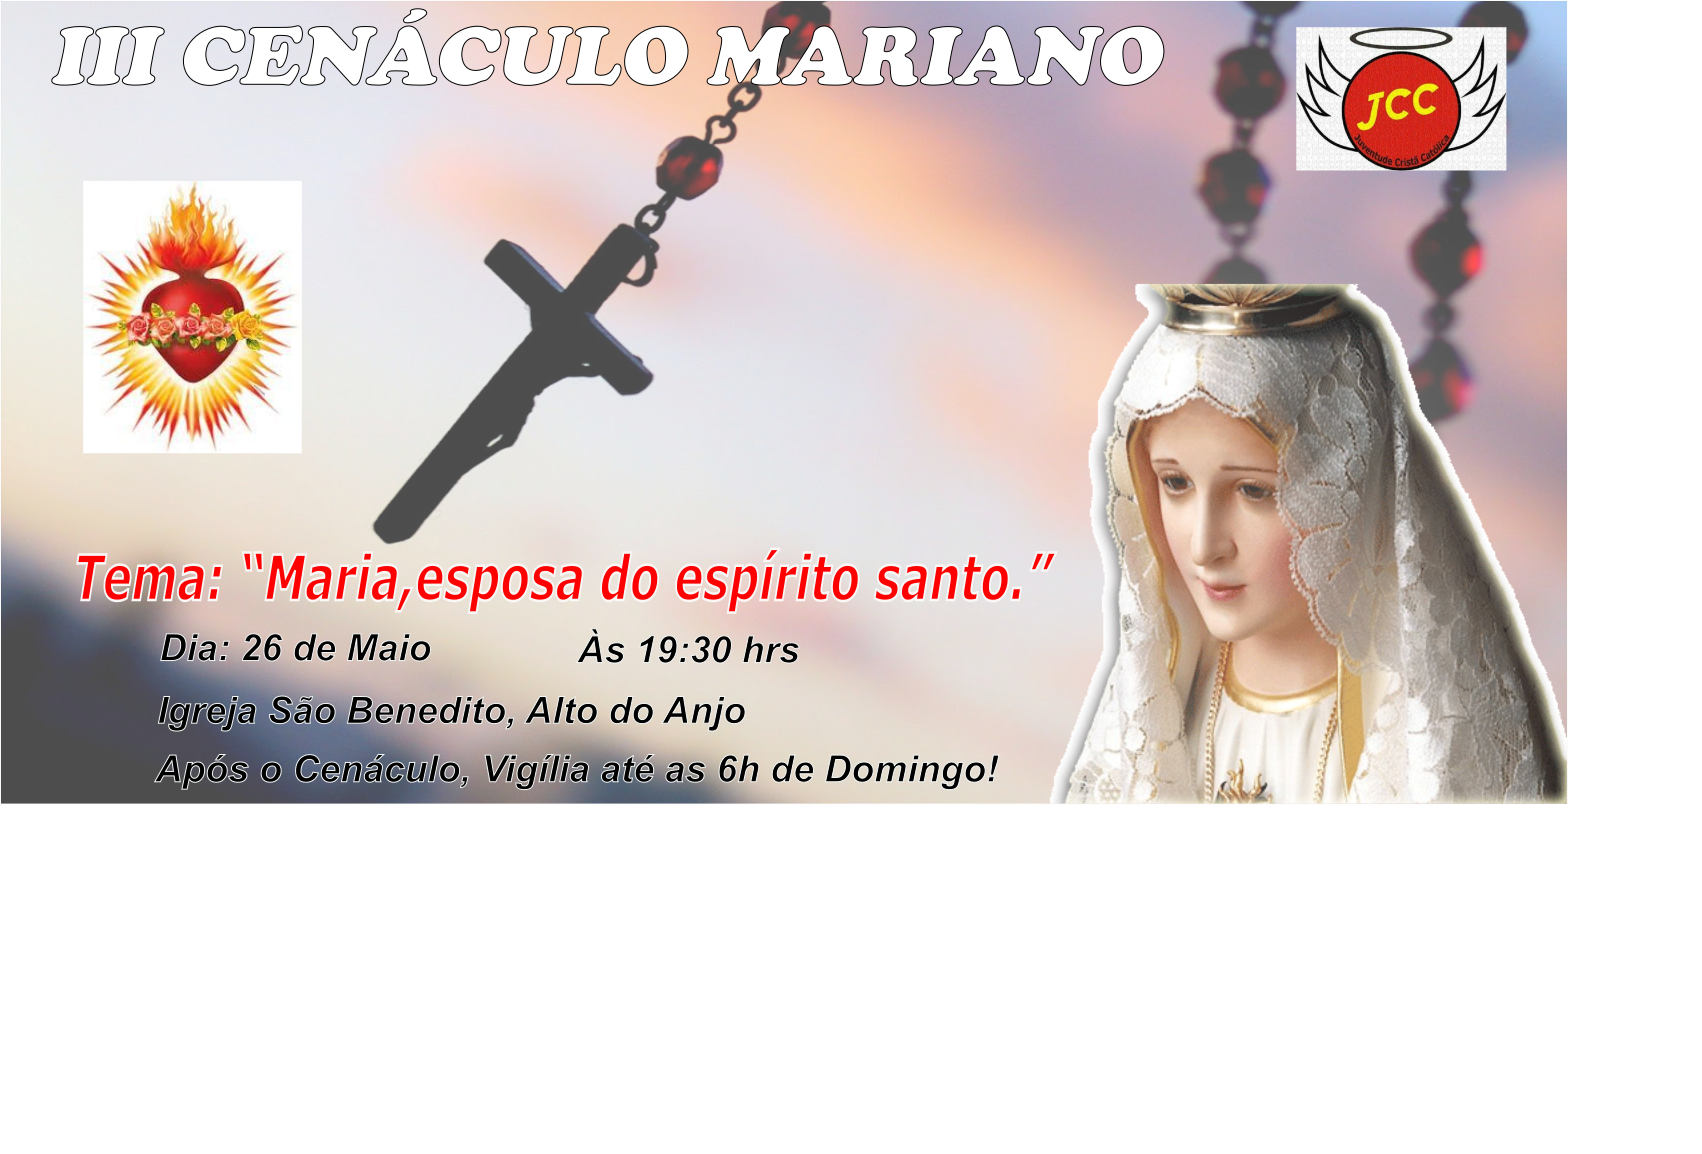 III CENÁCULO MARIANO
JCC
Juventude Cristã Católica
Tema: “Maria,esposa do espírito santo.”
Dia: 26 de Maio
Às 19:30 hrs
Igreja São Benedito, Alto do Anjo
Após o Cenáculo, Vigília até as 6h de Domingo!